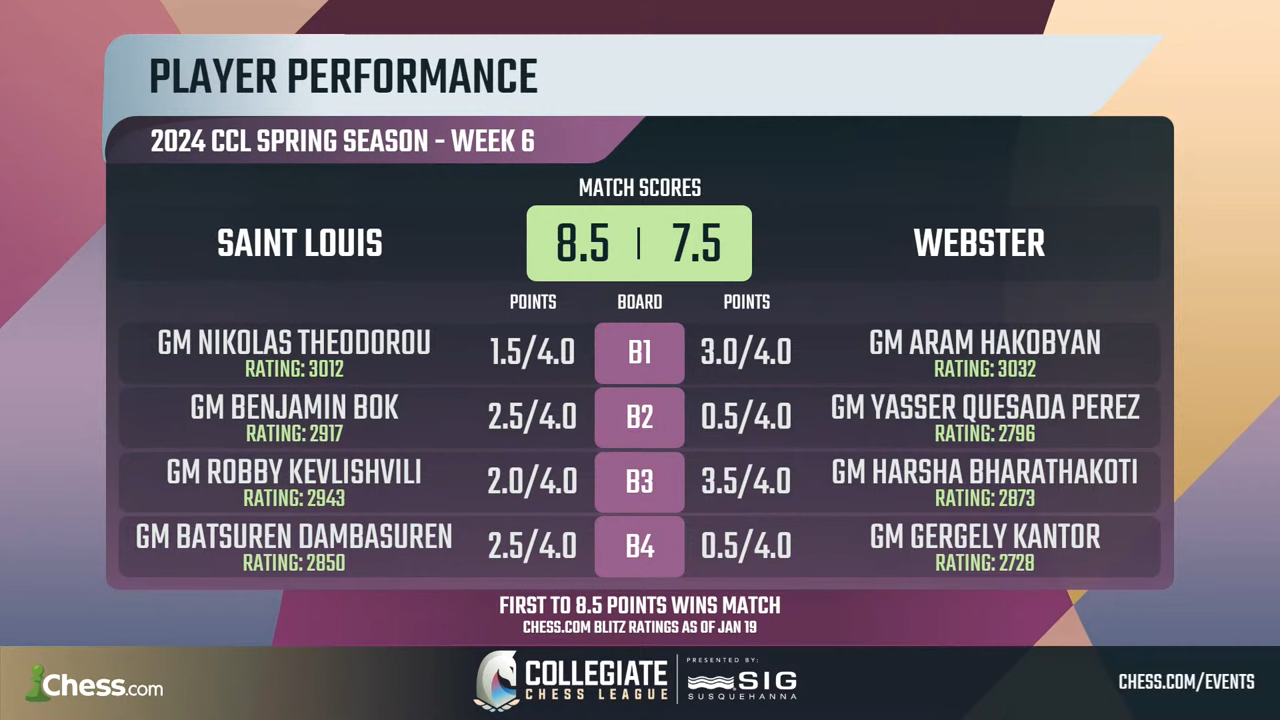 PLAYER PERFORMANCE
2024 CCL SPRING SEASON - WEEK 6
MATCH SCORES
SAINT LOUIS 8.5 | 7.5 WEBSTER
POINTS BOARD POINTS
GM NIKOLAS THEODOROU 1.5/4.0 B1 3.0/4.0 GM ARAM HAKOBYAN
RATING: 3012 RATING: 3032
GM BENJAMIN BOK 2.5/4.0 B2 0.5/4.0 GM YASSER QUESADA PEREZ
RATING: 2917 RATING: 2796
GM ROBBY KEVLISHVILI 2.0/4.0 B3 3.5/4.0 GM HARSHA BHARATHAKOTI
RATING: 2943 RATING: 2873
GM BATSUREN DAMBASUREN 2.5/4.0 B4 0.5/4.0 GM GERGELY KANTOR
RATING: 2850 RATING: 2728
FIRST TO 8.5 POINTS WINS MATCH
CHESS.COM BLITZ RATINGS AS OF JAN 19
Chess.com
COLLEGIATE
CHESS LEAGUE
PRESENTED BY:
SIG
SUSQUEHANNA
CHESS.COM/EVENTS